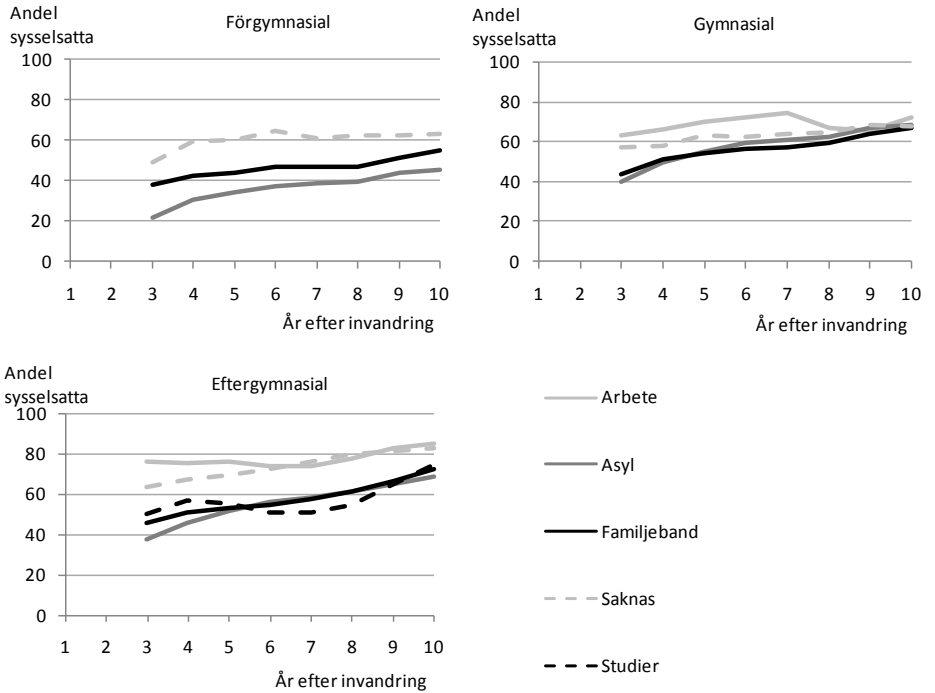 Andel
sysselsatta
Förgymnasial
100
80
60
40
20
0
1 2 3 4 5 6 7 8 9 10
År efter invandring
Andel
sysselsatta
Gymnasial
100
80
60
40
20
0
1 2 3 4 5 6 7 8 9 10
År efter invandring
Andel
sysselsatta
Eftergymnasial
100
80
60
40
20
0
1 2 3 4 5 6 7 8 9 10
År efter invandring
Arbete
Asyl
Familjeband
Saknas
Studier